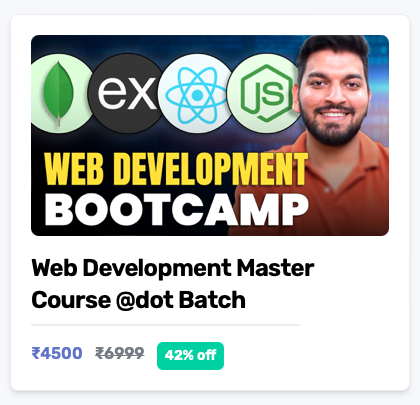 ex
JS
WEB DEVELOPMENT
BOOTCAMP
Web Development Master
Course @dot Batch
₹4500 ₹6999 42% off